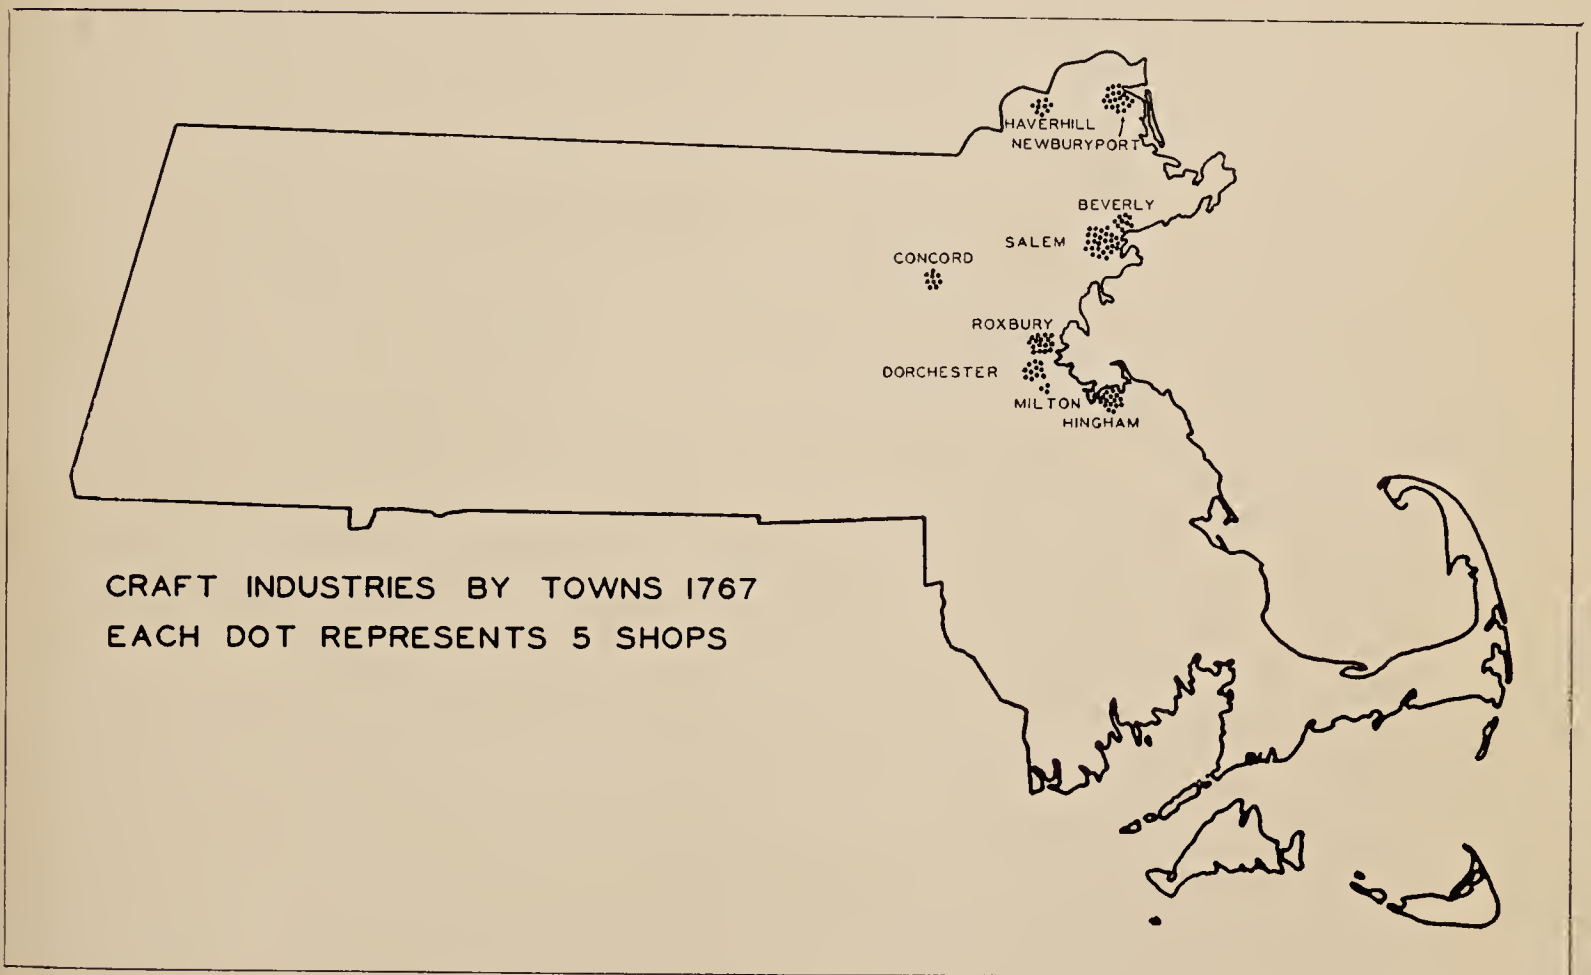 HAVERHILL
NEWBURYPORT
BEVERLY
SALEM
CONCORD
ROXBURY
DORCHESTER
MILTON
HINGHAM
CRAFT INDUSTRIES BY TOWNS 1767
EACH DOT REPRESENTS 5 SHOPS